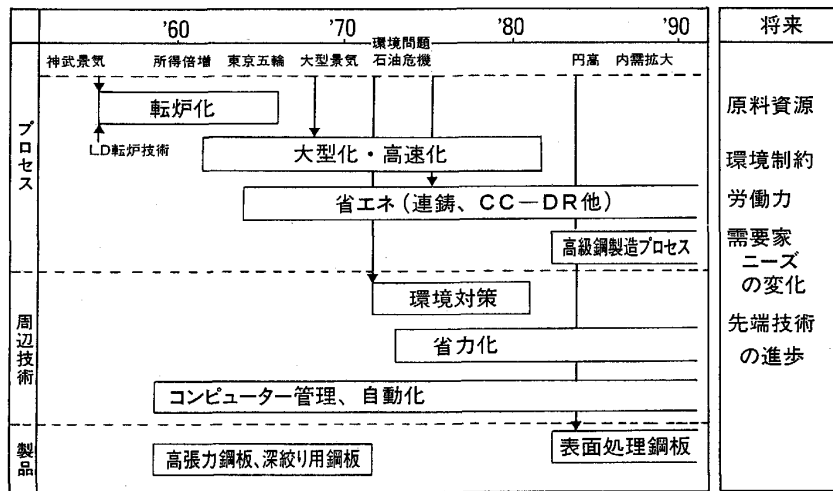 '60 '70 '80 '90
環境問題
神武景気 所得倍増 東京五輪 大型景気 石油危機 円高 内需拡大
プロセス
転炉化
LD転炉技術
大型化・高速化
省エネ(連鋳、CC-DR他)
高級鋼製造プロセス
周辺技術
環境対策
省力化
コンピューター管理、自動化
製品
高張力鋼板、深絞り用鋼板
表面処理鋼板
将来
原料資源
環境制約
労働力
需要家
ニーズ
の変化
先端技術
の進歩